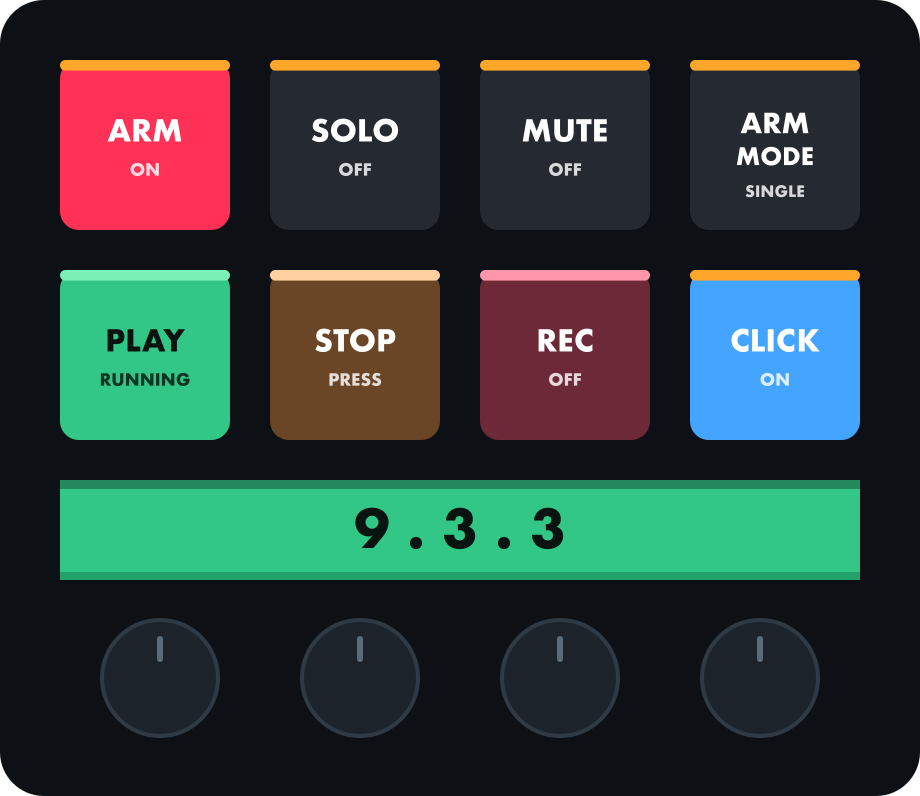 ARM
ON
SOLO
OFF
MUTE
OFF
ARM
MODE
SINGLE
PLAY
RUNNING
STOP
PRESS
REC
OFF
CLICK
ON
9.3.3